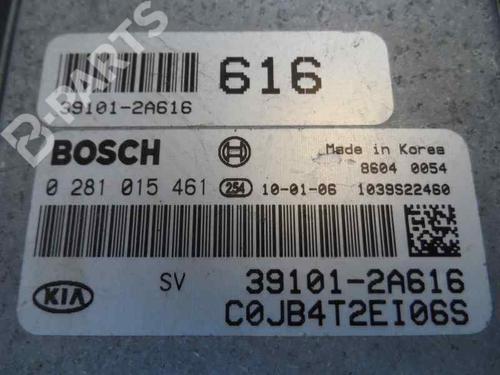 616
39101-2A616
B-PARTS
BOSCH
Made in Korea
8604 0054
0 281 015 461 254 10-01-06 1039S22460
SV 39101-2A616
KIA C0JB4T2EI06S